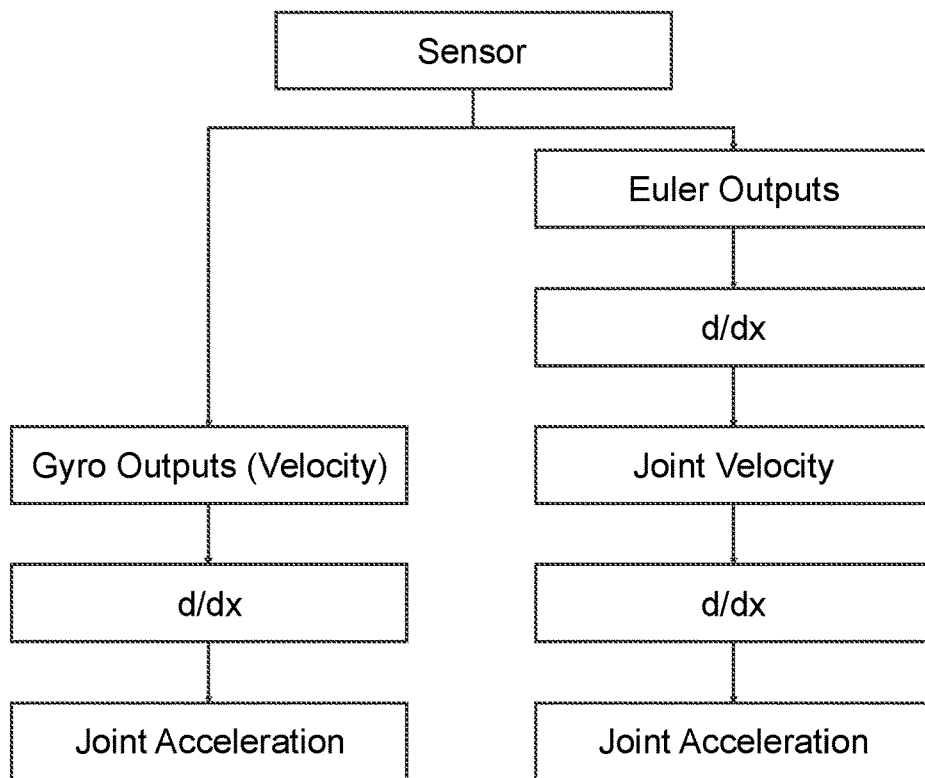 Sensor
Euler Outputs
d/dx
Gyro Outputs (Velocity)
Joint Velocity
d/dx
d/dx
Joint Acceleration
Joint Acceleration